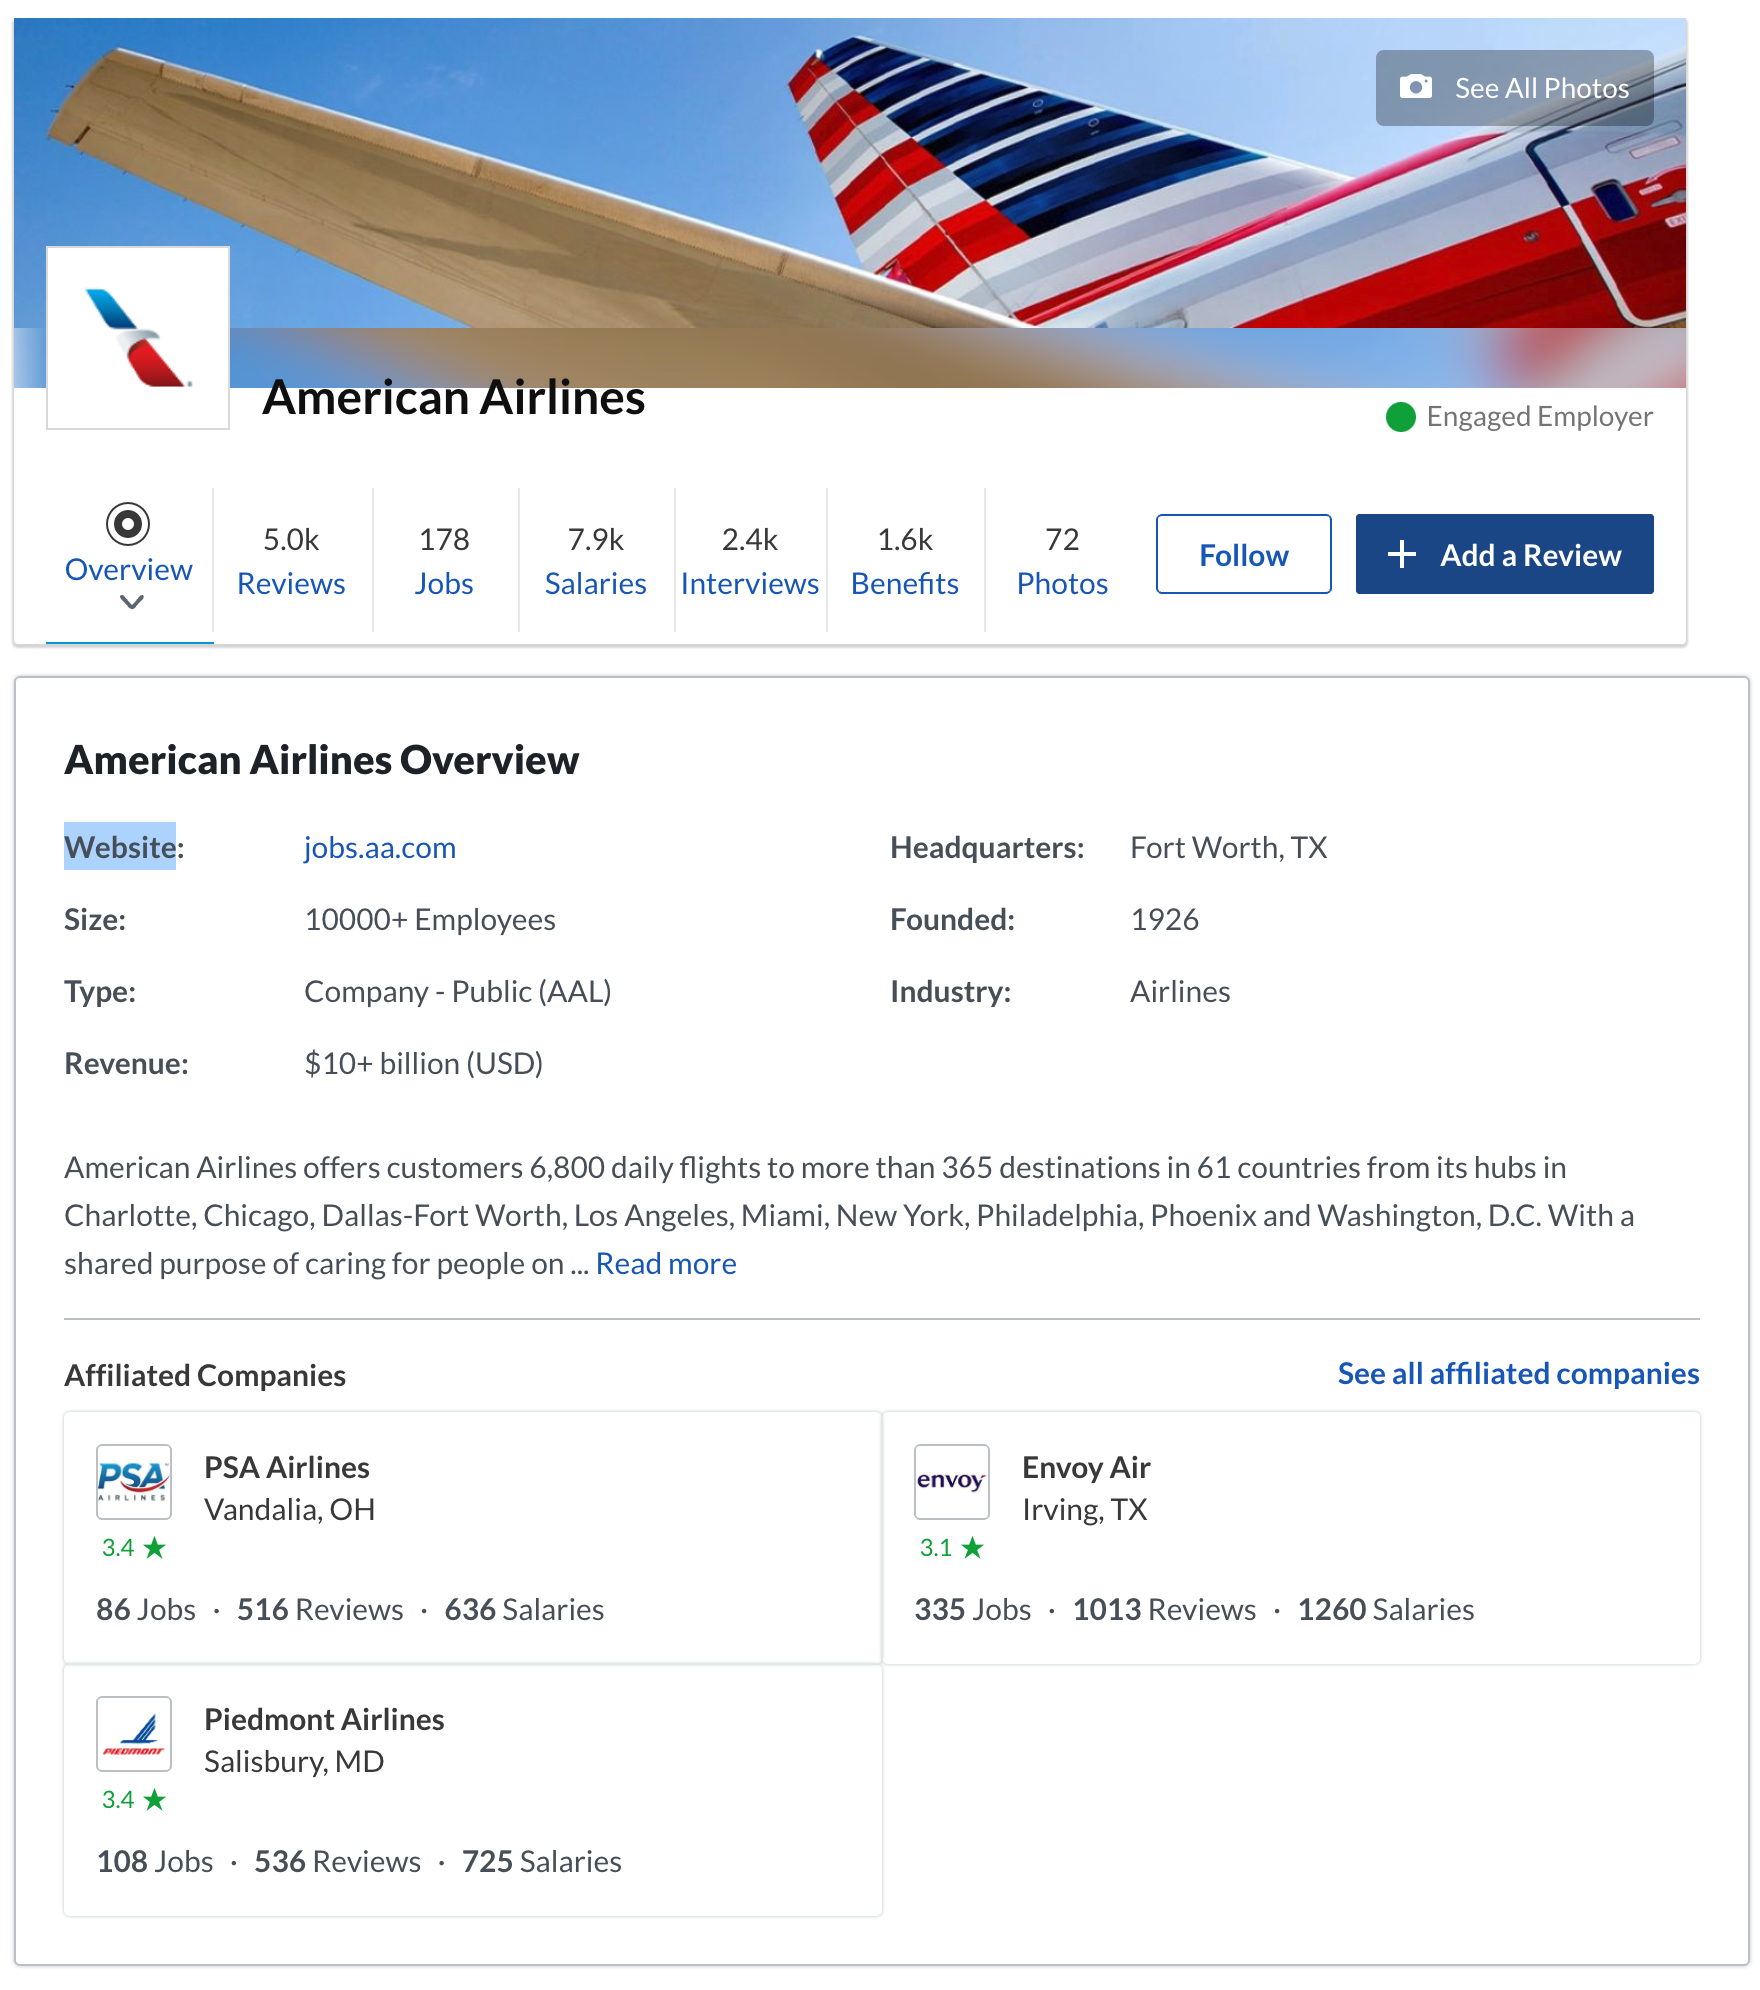 See All Photos
American Airlines
Engaged Employer
Overview
5.0k
Reviews
178
Jobs
7.9k
Salaries
2.4k
Interviews
1.6k
Benefits
72
Photos
Follow
Add a Review
American Airlines Overview
Website: jobs.aa.com
Headquarters: Fort Worth, TX
Size: 10000+ Employees
Founded: 1926
Type: Company - Public (AAL)
Industry: Airlines
Revenue: $10+ billion (USD)
American Airlines offers customers 6,800 daily flights to more than 365 destinations in 61 countries from its hubs in
Charlotte, Chicago, Dallas-Fort Worth, Los Angeles, Miami, New York, Philadelphia, Phoenix and Washington, D.C. With a
shared purpose of caring for people on ... Read more
Affiliated Companies
See all affiliated companies
PSA
AIRLINES
PSA Airlines
Vandalia, OH
3.4 ★
86 Jobs · 516 Reviews · 636 Salaries
envoy
Envoy Air
Irving, TX
3.1 ★
335 Jobs · 1013 Reviews · 1260 Salaries
PIEDMONT
Piedmont Airlines
Salisbury, MD
3.4 ★
108 Jobs · 536 Reviews · 725 Salaries